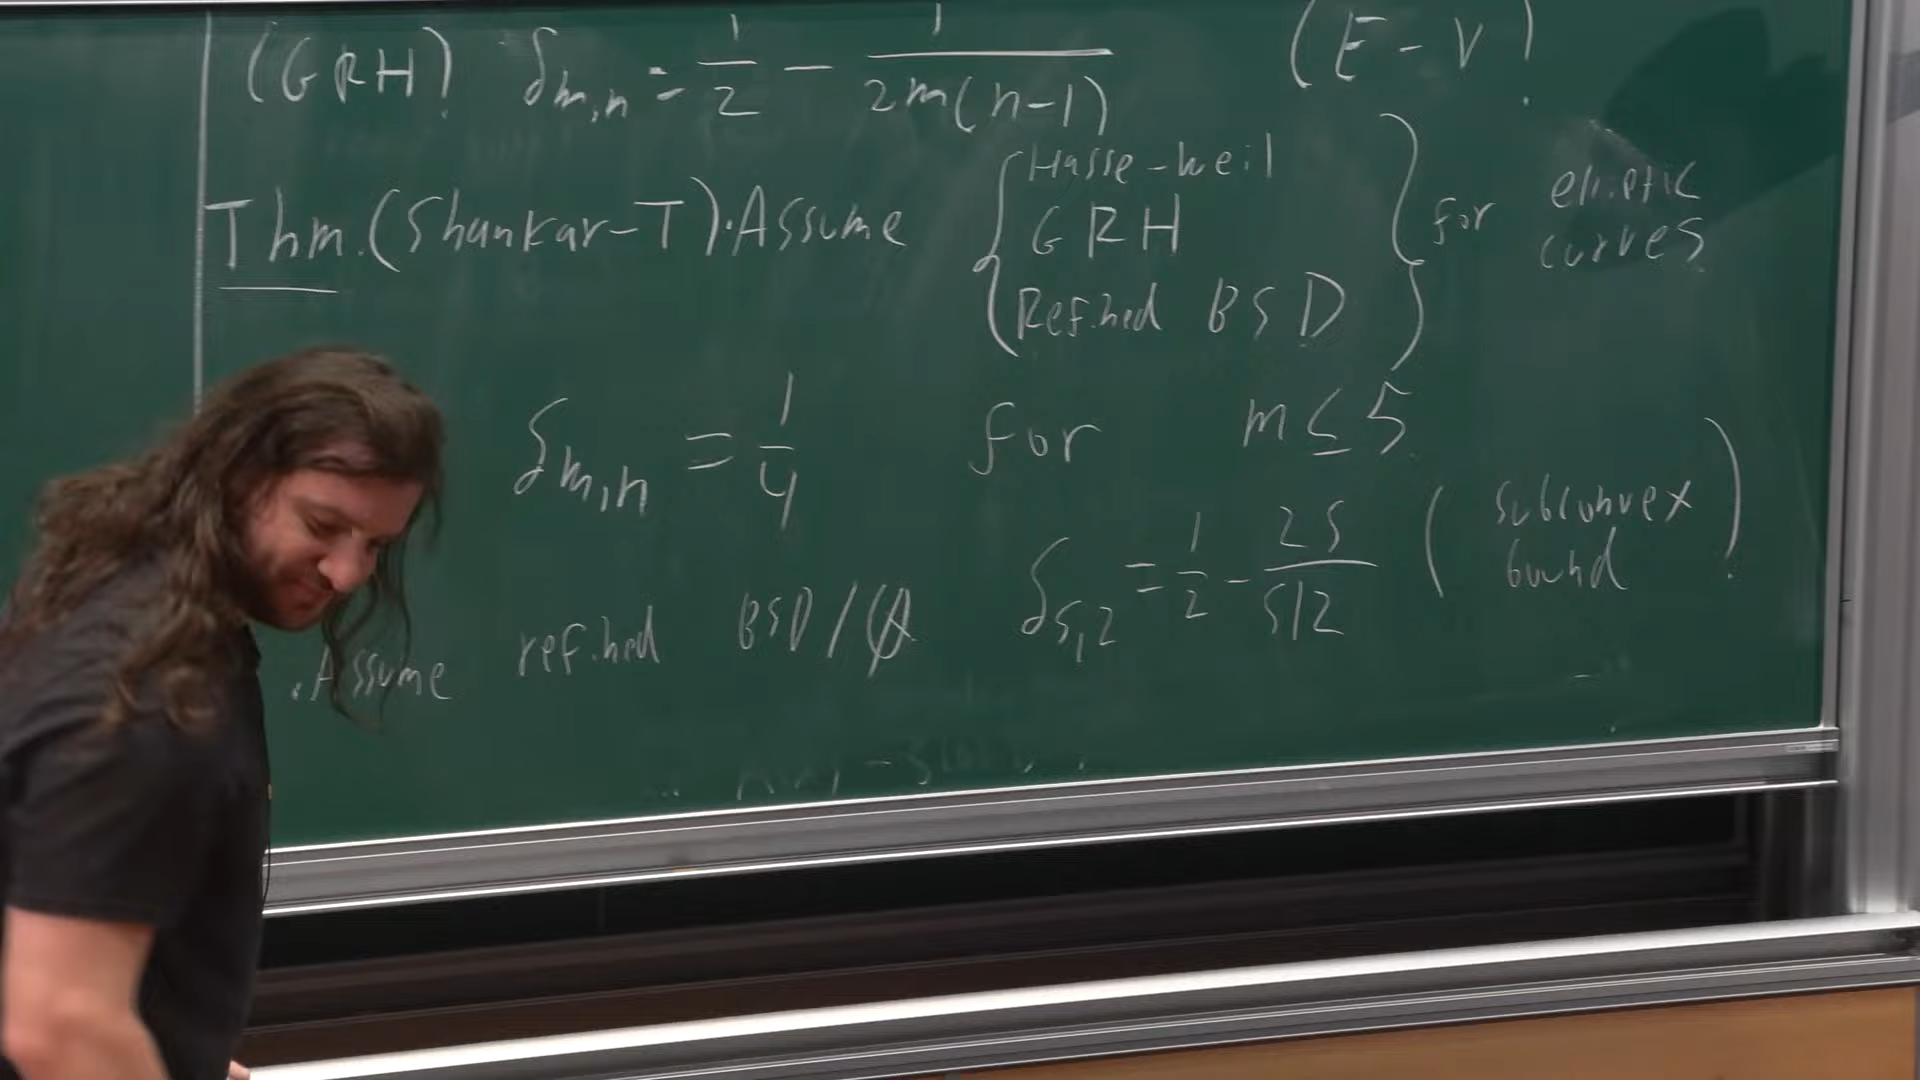 (GRH) δ_{m,n} = 1/2 - 1/(2m(n-1)) (E-V)
Thm. (Shankar-T). Assume { Hasse-Weil
GRH
Refined BSD } for elliptic curves
δ_{m,n} = 1/4 for m ≤ 5
. Assume refined BSD/Q δ_{5,2} = 1/2 - 25/512 (subconvex bound)